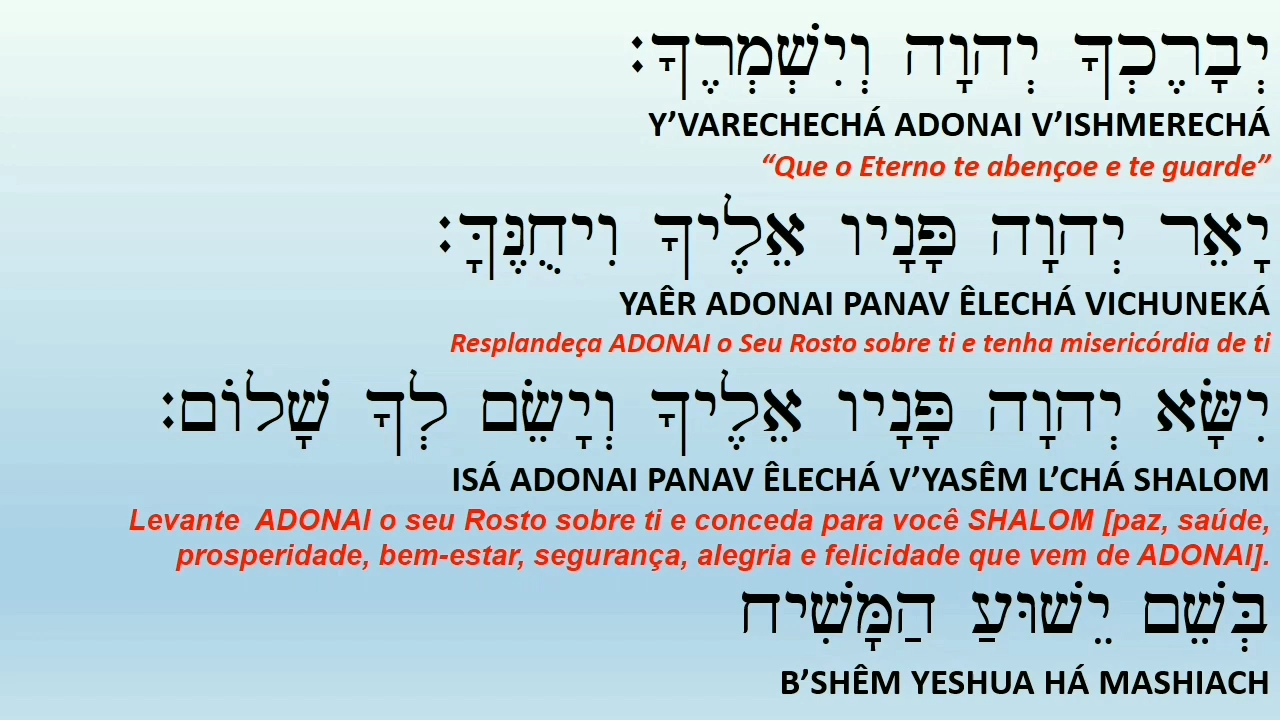 יְבָרֶכְךָ יְהוָה וְיִשְׁמְרֶךָ׃
Y’VARECHECHÁ ADONAI V’ISHMERECHÁ
“Que o Eterno te abençoe e te guarde”
יָאֵר יְהוָה פָּנָיו אֵלֶיךָ וִיחֻנֶּךָּ׃
YAÊR ADONAI PANAV ÊLECHÁ VICHUNEKÁ
Resplandeça ADONAI o Seu Rosto sobre ti e tenha misericórdia de ti
יִשָּׂא יְהוָה פָּנָיו אֵלֶיךָ וְיָשֵׂם לְךָ שָׁלוֹם׃
ISÁ ADONAI PANAV ÊLECHÁ V’YASÊM L’CHÁ SHALOM
Levante ADONAI o seu Rosto sobre ti e conceda para você SHALOM [paz, saúde,
prosperidade, bem-estar, segurança, alegria e felicidade que vem de ADONAI].
בְּשֵׁם יֵשׁוּעַ הַמָּשִׁיח
B’SHÊM YESHUA HÁ MASHIACH